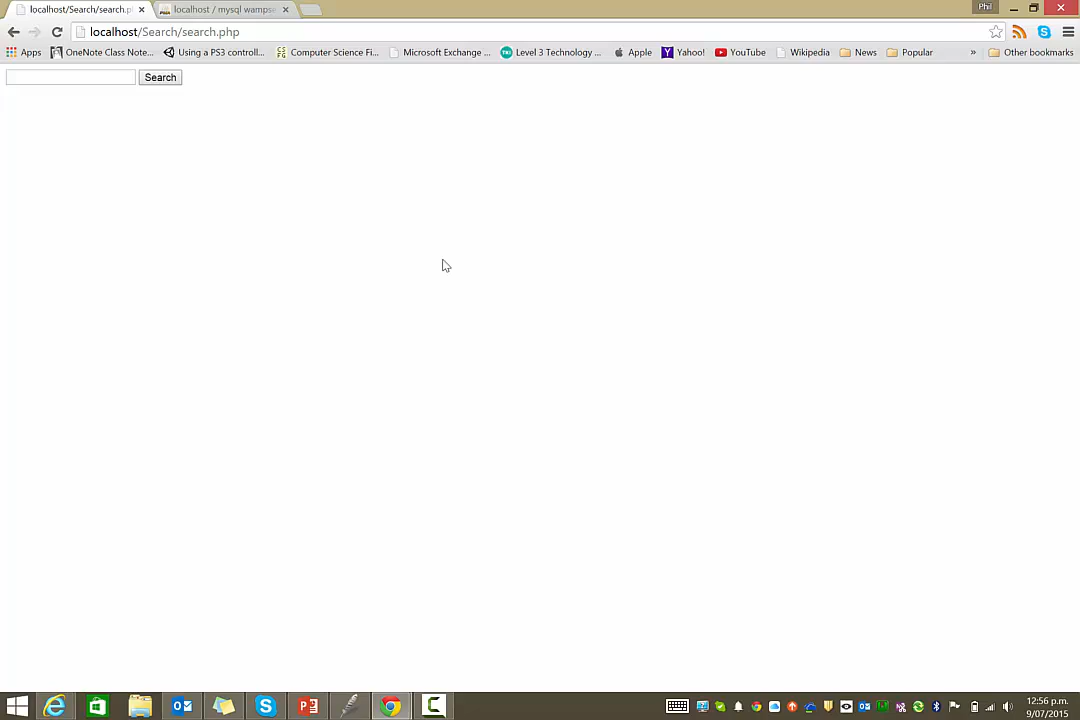 localhost/Search/search.p
localhost / mysql wampse
Phil
localhost/Search/search.php
Apps
OneNote Class Note...
Using a PS3 controll...
Computer Science Fi...
Microsoft Exchange ...
Level 3 Technology ...
Apple
Yahoo!
YouTube
Wikipedia
News
Popular
»
Other bookmarks
Search
12:56 p.m.
9/07/2015